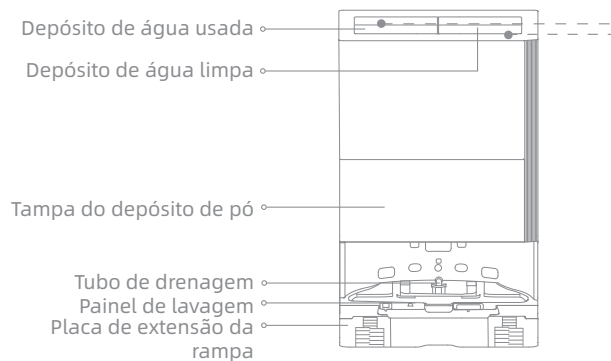 Depósito de água usada
Depósito de água limpa
Tampa do depósito de pó
Tubo de drenagem
Painel de lavagem
Placa de extensão da
rampa